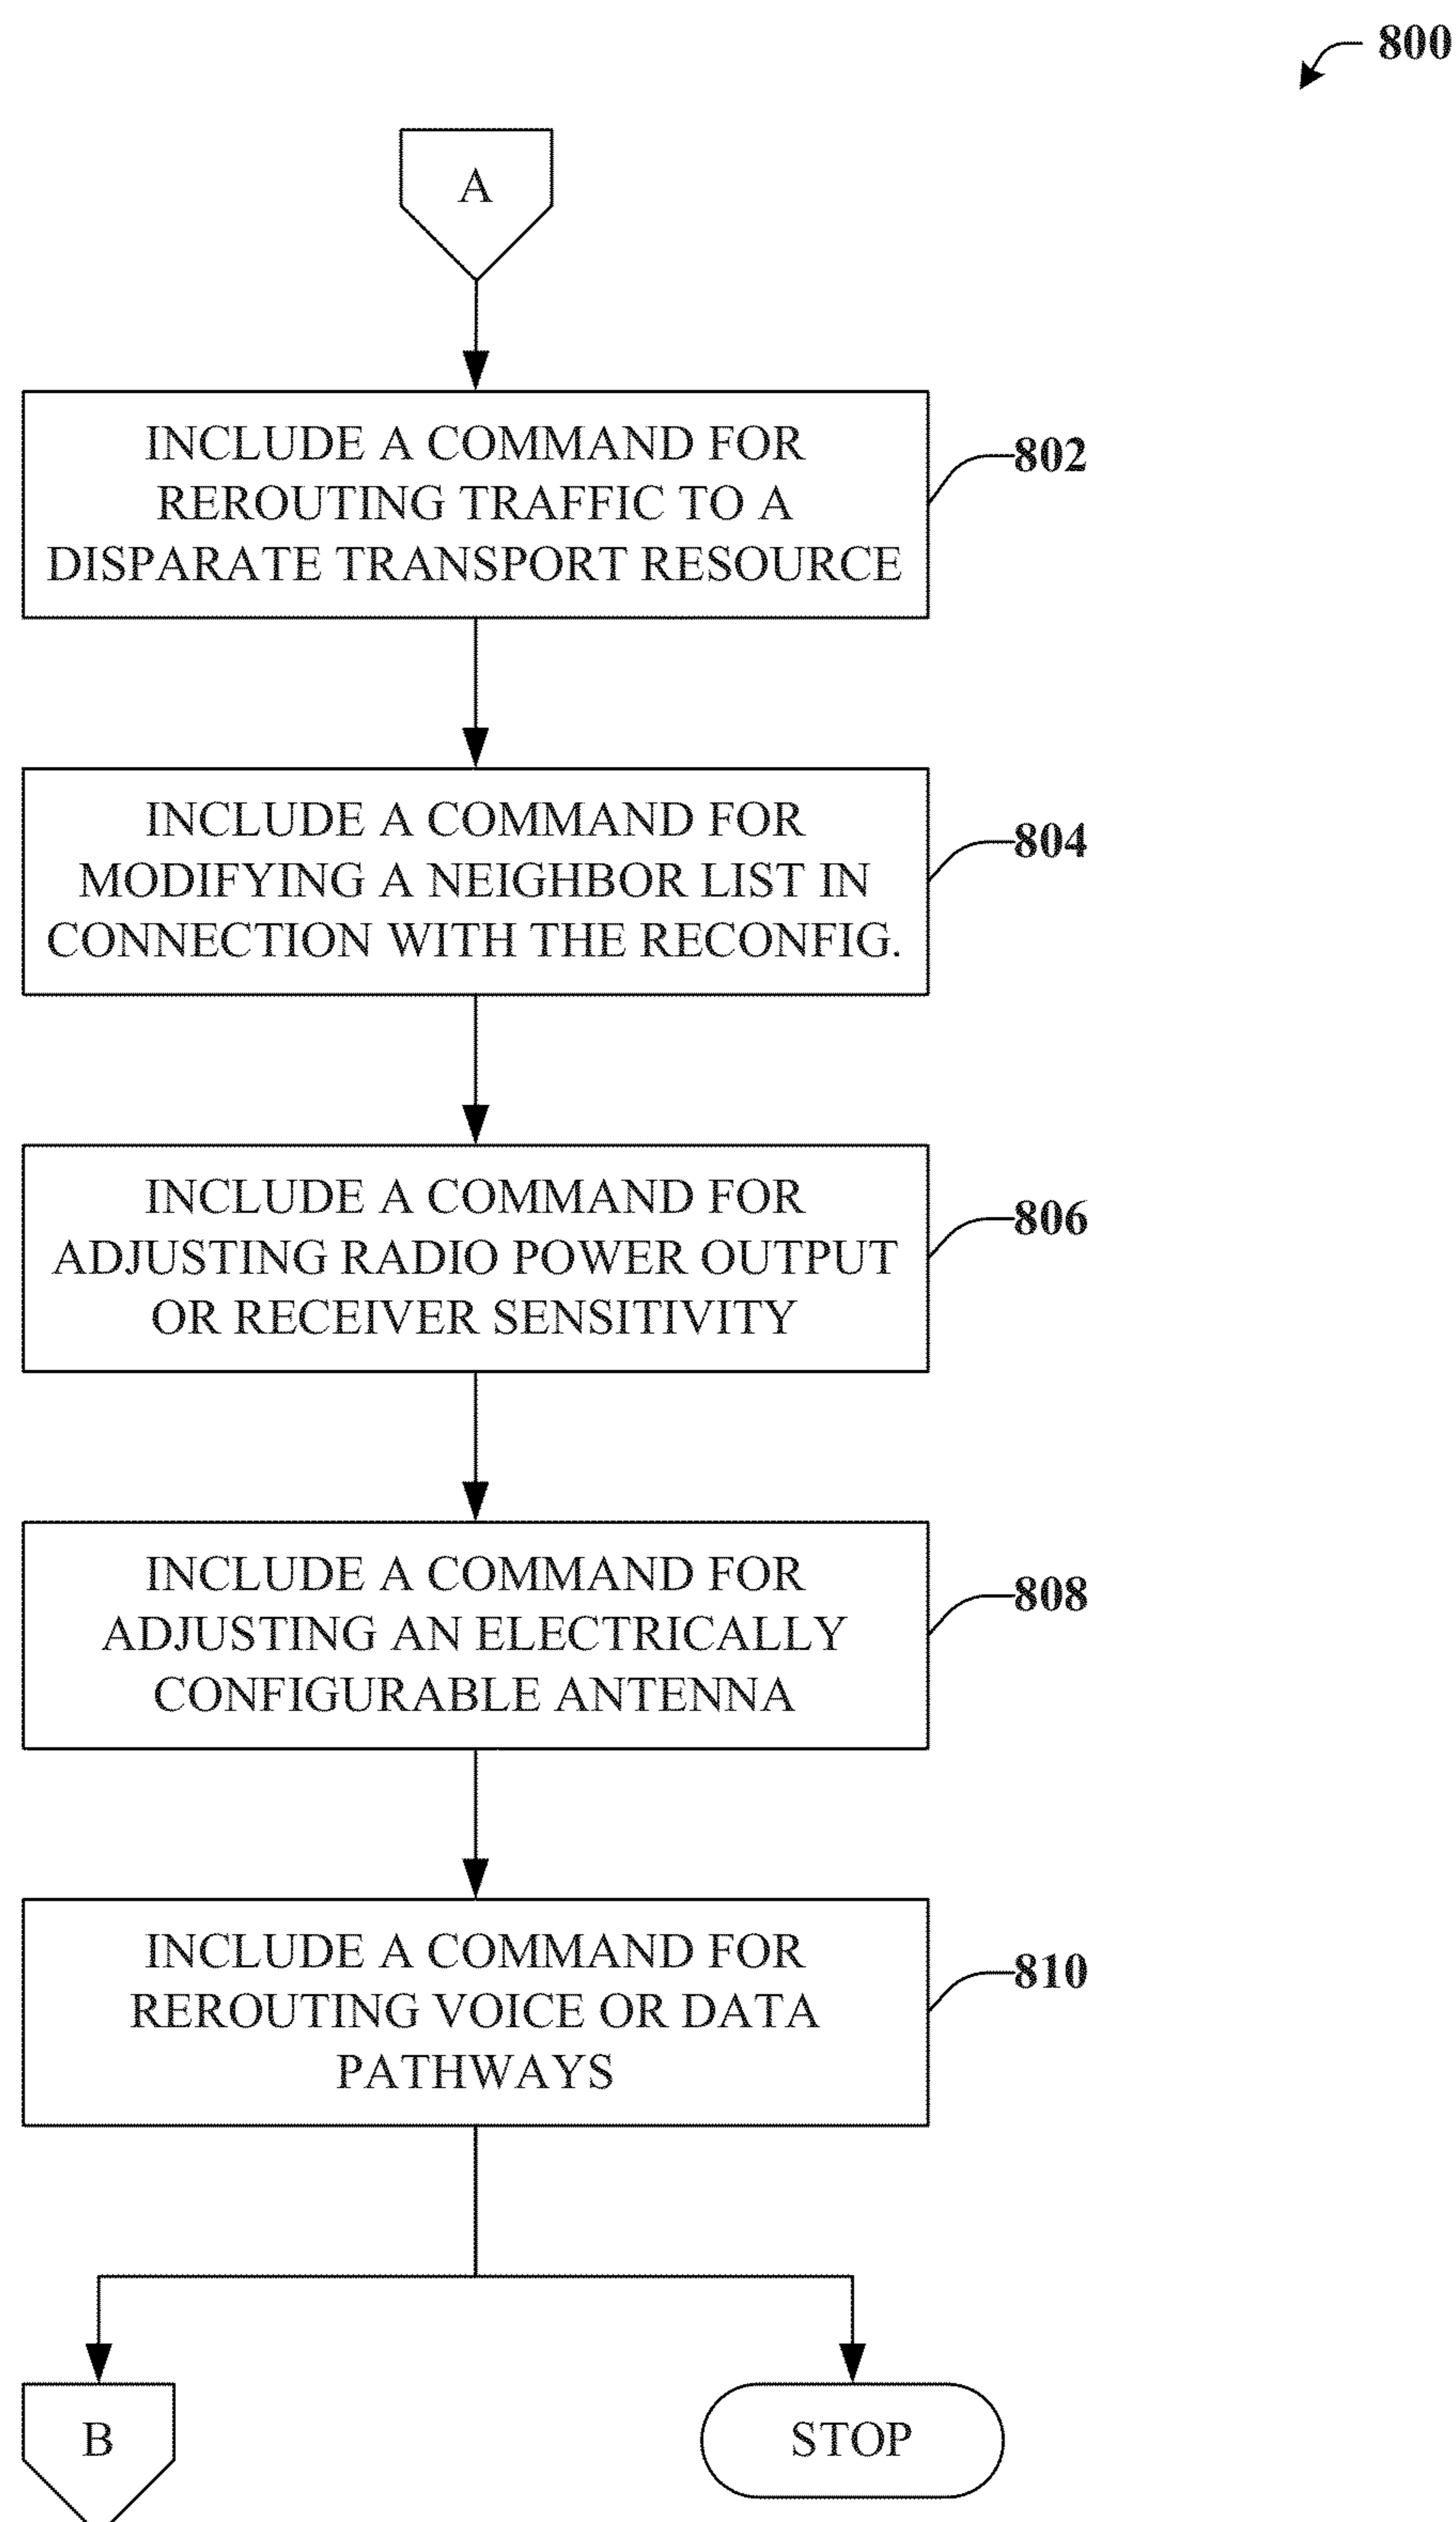 800
A
INCLUDE A COMMAND FOR
REROUTING TRAFFIC TO A
DISPARATE TRANSPORT RESOURCE
802
INCLUDE A COMMAND FOR
MODIFYING A NEIGHBOR LIST IN
CONNECTION WITH THE RECONFIG.
804
INCLUDE A COMMAND FOR
ADJUSTING RADIO POWER OUTPUT
OR RECEIVER SENSITIVITY
806
INCLUDE A COMMAND FOR
ADJUSTING AN ELECTRICALLY
CONFIGURABLE ANTENNA
808
INCLUDE A COMMAND FOR
REROUTING VOICE OR DATA
PATHWAYS
810
B
STOP